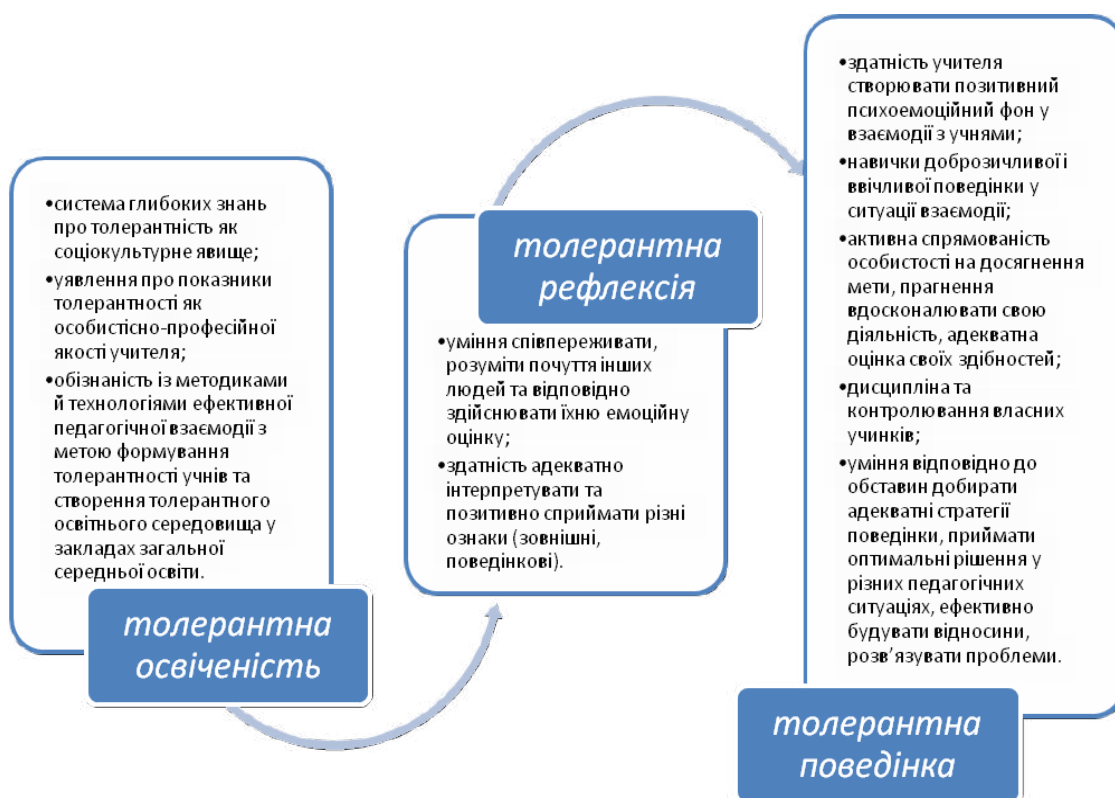 •система глибоких знань
про толерантність як
соціокультурне явище;
•уявлення про показники
толерантності як
особистісно-професійної
якості учителя;
•обізнаність із методиками
й технологіями ефективної
педагогічної взаємодії з
метою формування
толерантності учнів та
створення толерантного
освітнього середовища у
закладах загальної
середньої освіти.
толерантна
освіченість
толерантна
рефлексія
•уміння співпереживати,
розуміти почуття інших
людей та відповідно
здійснювати їхню емоційну
оцінку;
•здатність адекватно
інтерпретувати та
позитивно сприймати різні
ознаки (зовнішні,
поведінкові).
•здатність учителя
створювати позитивний
психоемоційний фон у
взаємодії з учнями;
•навички доброзичливої і
ввічливої поведінки у
ситуації взаємодії;
•активна спрямованість
особистості на досягнення
мети, прагнення
вдосконалювати свою
діяльність, адекватна
оцінка своїх здібностей;
•дисципліна та
контролювання власних
учинків;
•уміння відповідно до
обставин добирати
адекватні стратегії
поведінки, приймати
оптимальні рішення у
різних педагогічних
ситуаціях, ефективно
будувати відносини,
розв’язувати проблеми.
толерантна
поведінка